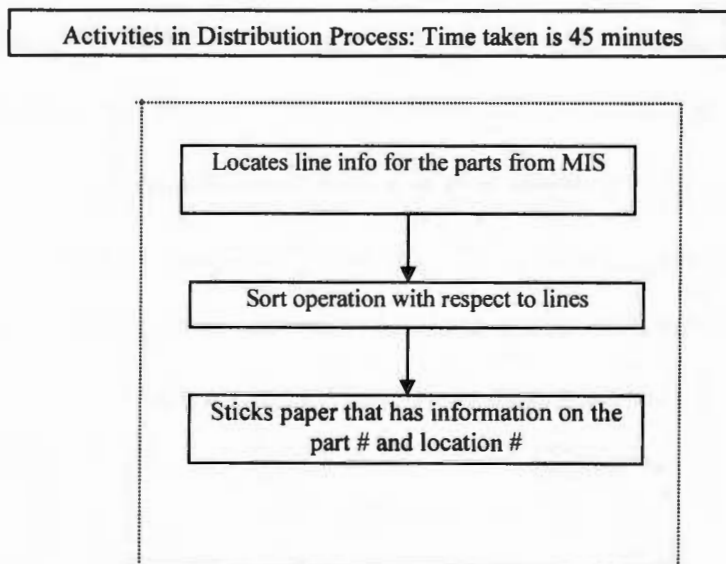 Activities in Distribution Process: Time taken is 45 minutes
Locates line info for the parts from MIS
Sort operation with respect to lines
Sticks paper that has information on the
part # and location #